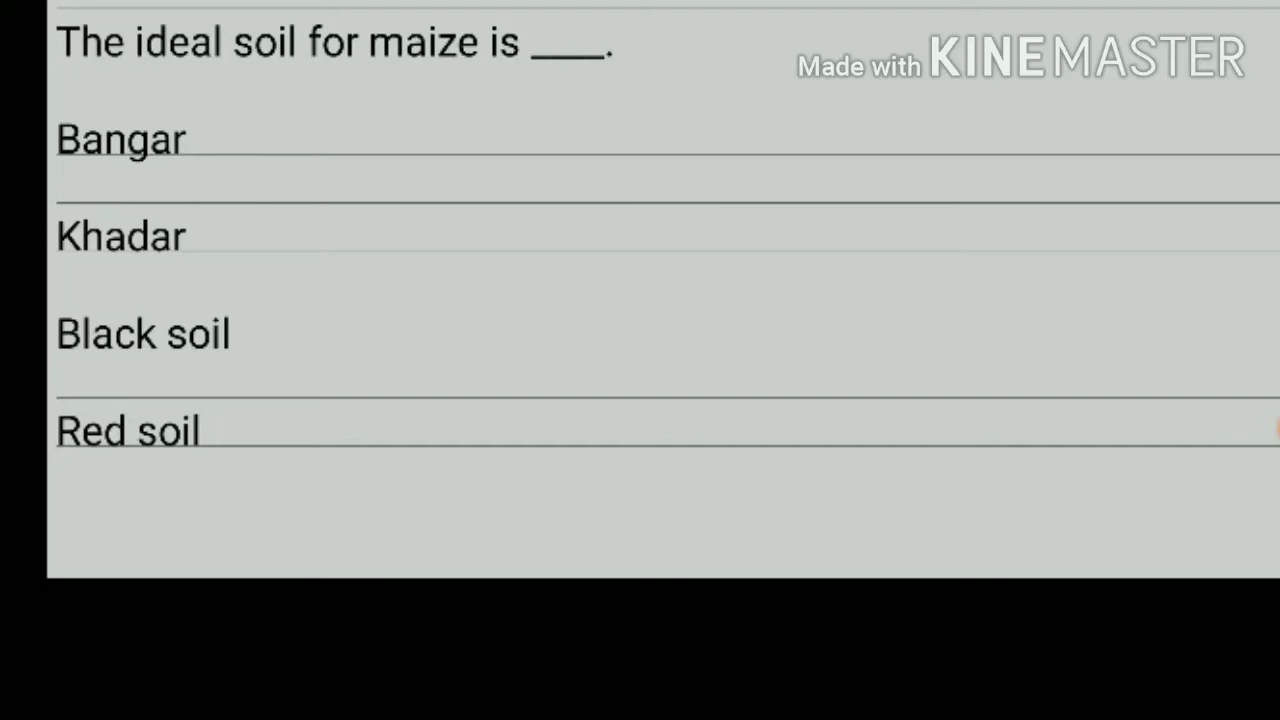 The ideal soil for maize is ____.
Made with KINEMASTER
Bangar
Khadar
Black soil
Red soil